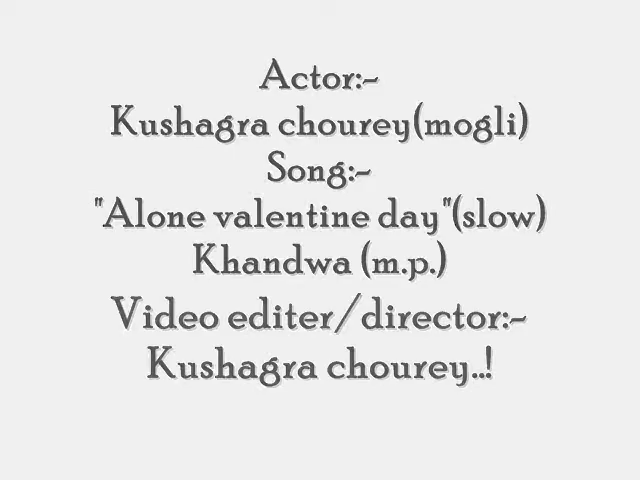 Actor:-
Kushagra chourey(mogli)
Song:-
"Alone valentine day"(slow)
Khandwa (m.p.)
Video editer/director:-
Kushagra chourey..!